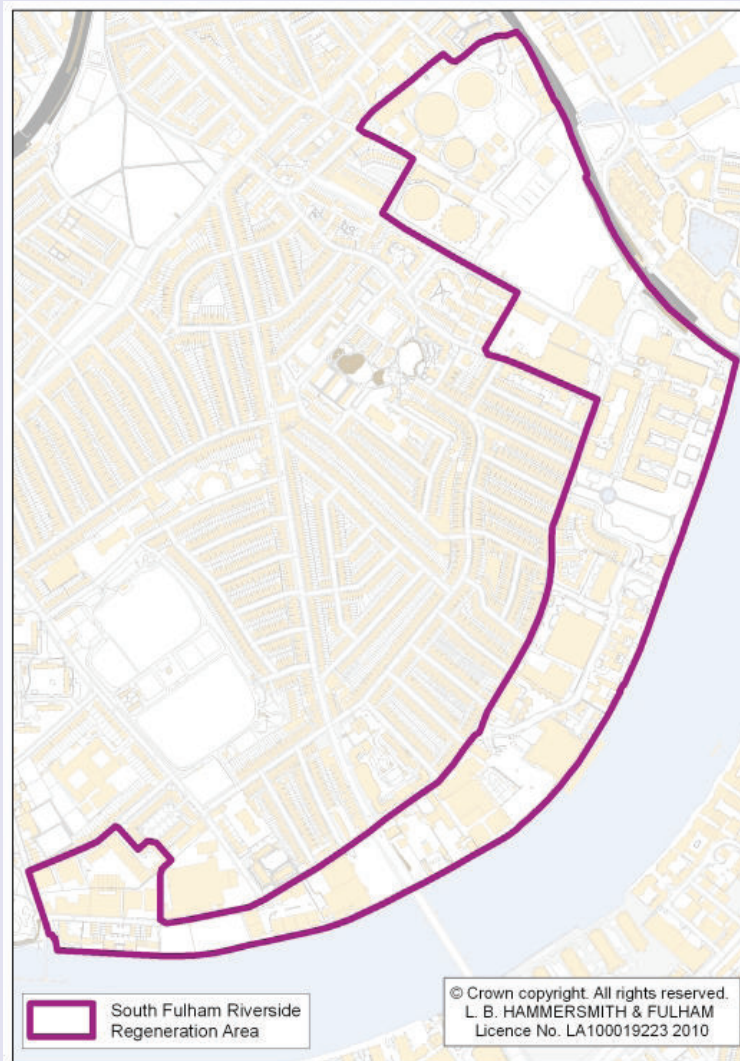 South Fulham Riverside
Regeneration Area
© Crown copyright. All rights reserved.
L. B. HAMMERSMITH & FULHAM
Licence No. LA100019223 2010